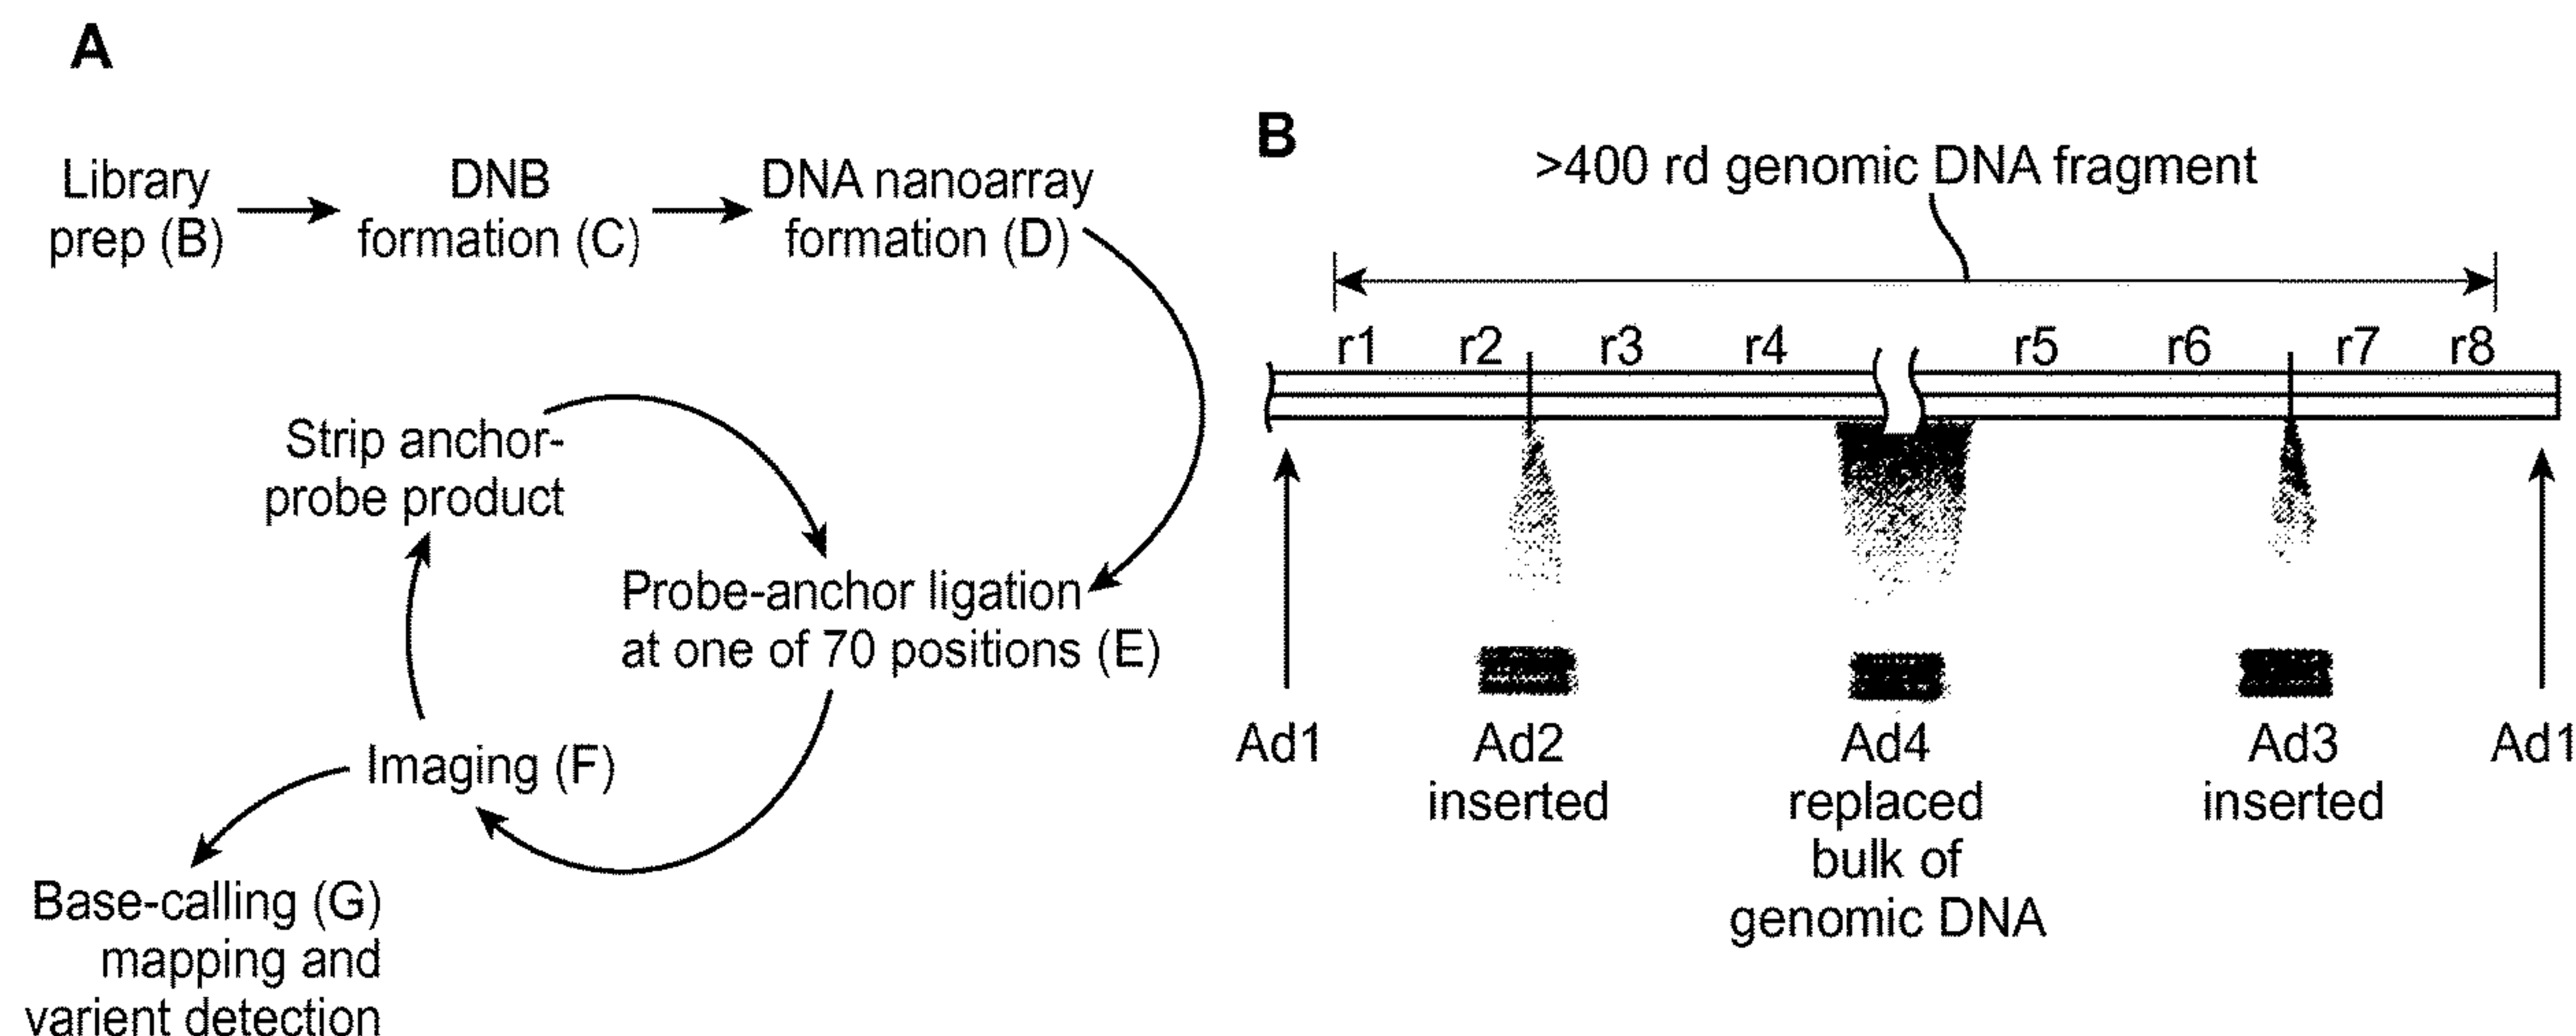 A
Library
prep (B)
DNB
formation (C)
DNA nanoarray
formation (D)
Strip anchor-
probe product
Probe-anchor ligation
at one of 70 positions (E)
Imaging (F)
Base-calling (G)
mapping and
varient detection
B
>400 rd genomic DNA fragment
r1 r2 r3 r4 r5 r6 r7 r8
Ad1
Ad2
inserted
Ad4
replaced
bulk of
genomic DNA
Ad3
inserted
Ad1